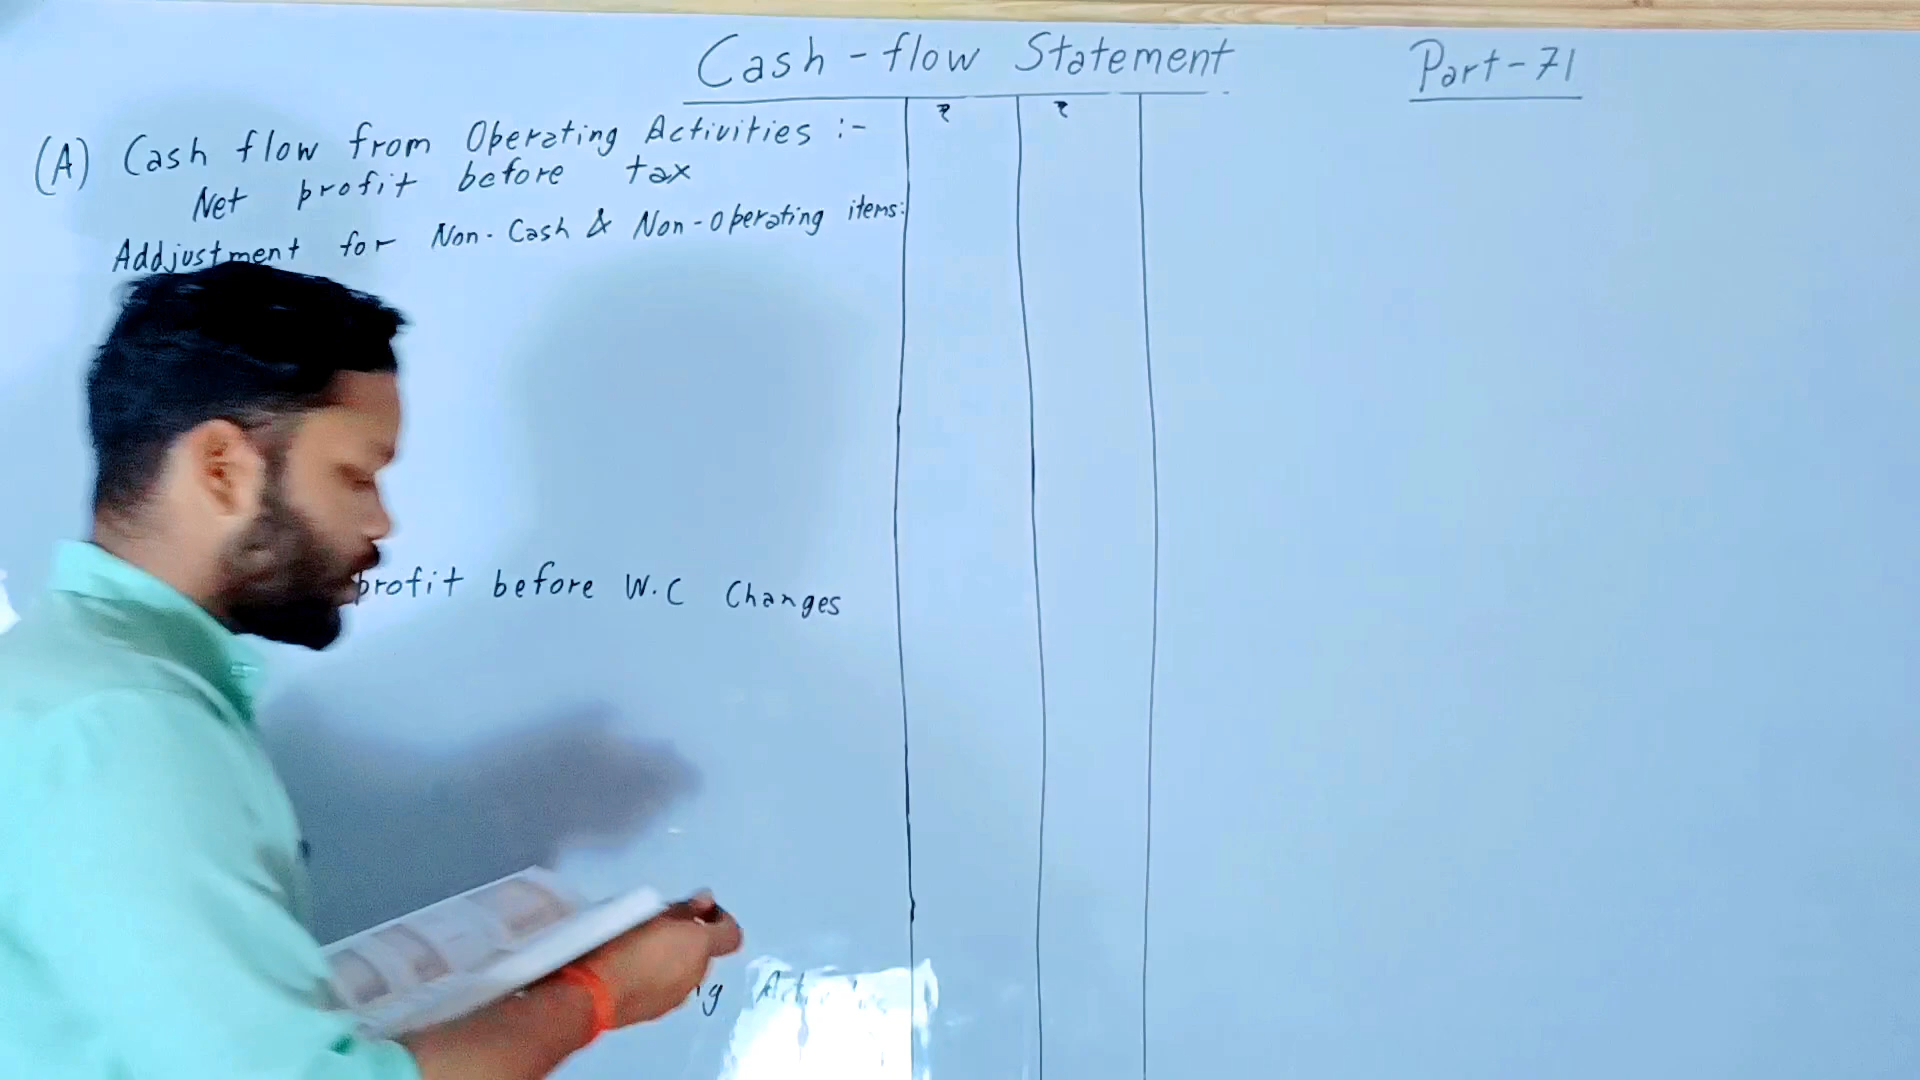 Cash-flow Statement
Part-71
₹ ₹
(A) Cash flow from Operating Activities :-
Net profit before tax
Addjustment for Non-Cash & Non-Operating items:
profit before W.C Changes